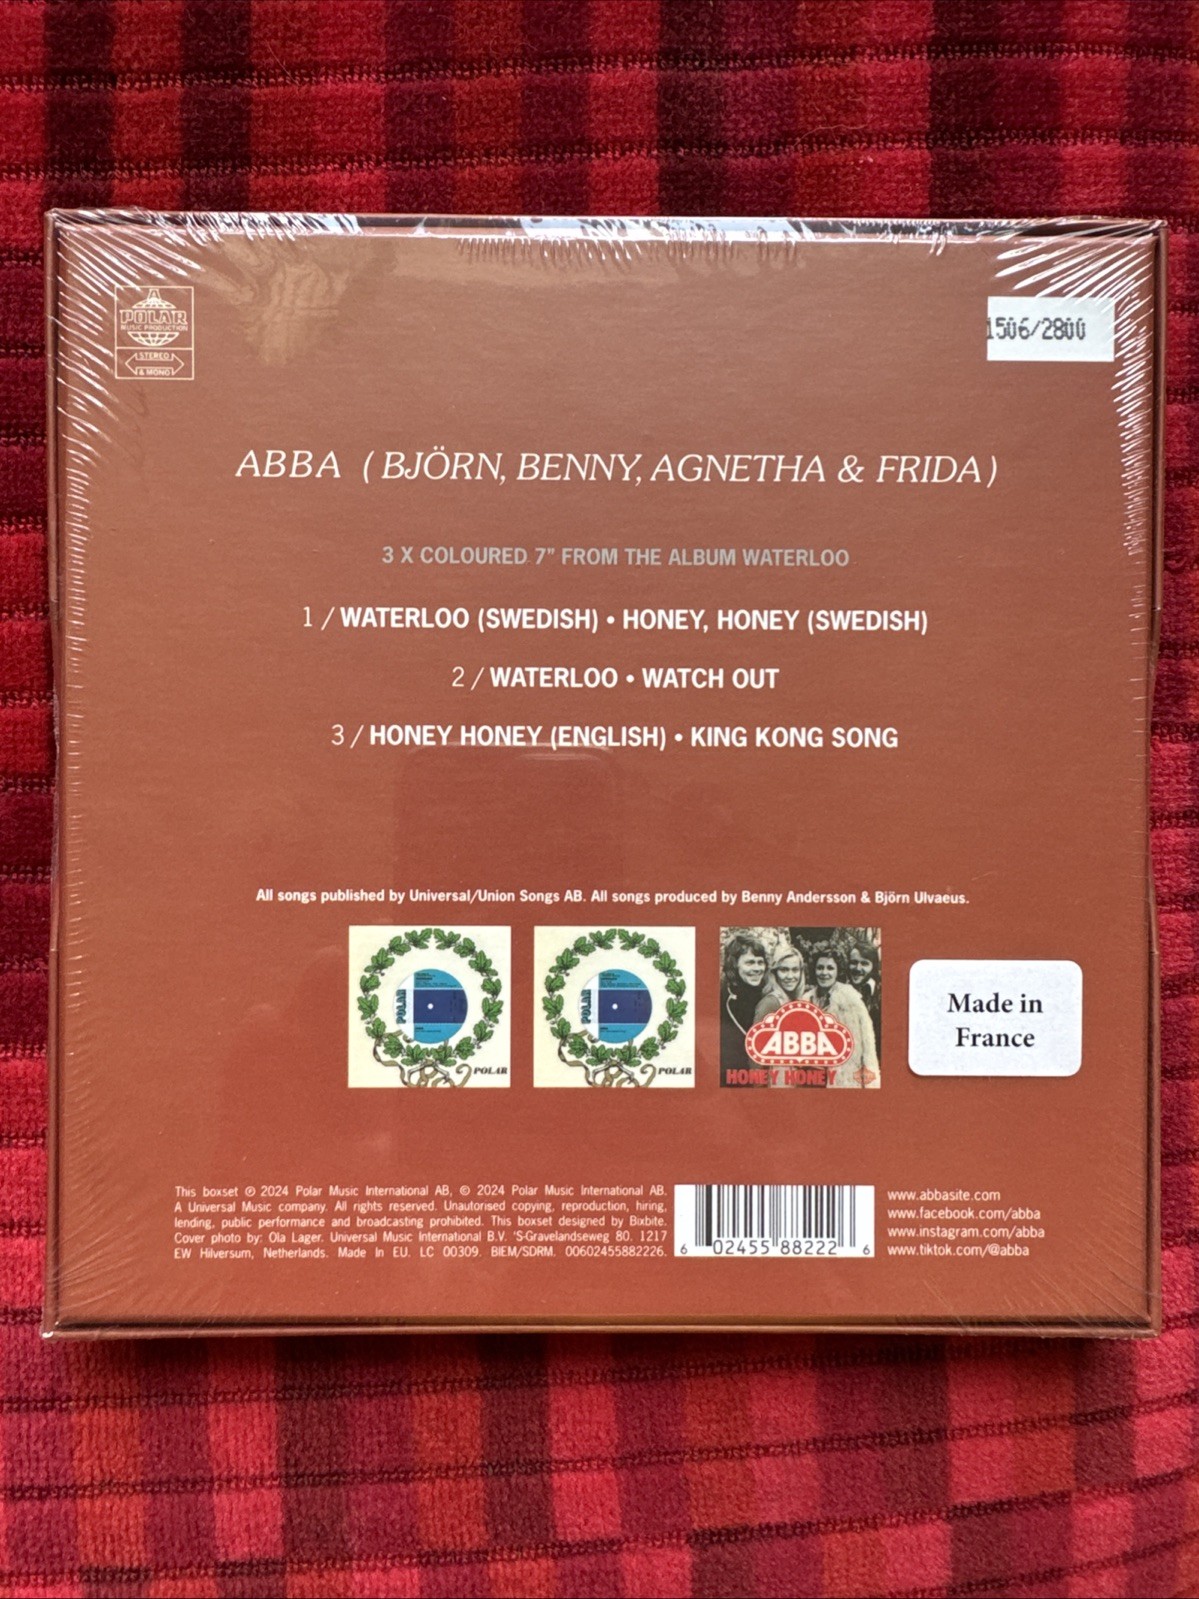 A
POLAR
MUSIC PRODUCTION
STEREO
& MONO
1506/2800
ABBA (BJÖRN, BENNY, AGNETHA & FRIDA)
3 X COLOURED 7" FROM THE ALBUM WATERLOO
1 / WATERLOO (SWEDISH) • HONEY, HONEY (SWEDISH)
2 / WATERLOO • WATCH OUT
3 / HONEY HONEY (ENGLISH) • KING KONG SONG
All songs published by Universal/Union Songs AB. All songs produced by Benny Andersson & Björn Ulvaeus.
POLAR
POLAR
POLAR
POLAR
ABBA
HONEY HONEY
Made in
France
This boxset ℗ 2024 Polar Music International AB, © 2024 Polar Music International AB.
A Universal Music company. All rights reserved. Unautorised copying, reproduction, hiring,
lending, public performance and broadcasting prohibited. This boxset designed by Bixbite.
Cover photo by: Ola Lager. Universal Music International B.V. 'S-Gravelandseweg 80. 1217
EW Hilversum, Netherlands. Made In EU. LC 00309. BIEM/SDRM. 00602455882226.
6 02455 88222 6
www.abbasite.com
www.facebook.com/abba
www.instagram.com/abba
www.tiktok.com/@abba